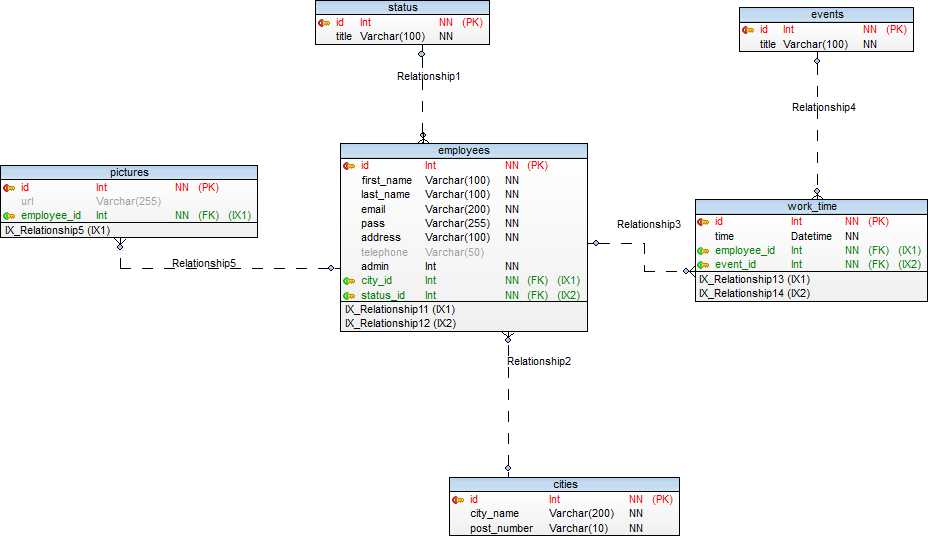 status
id Int NN (PK)
title Varchar(100) NN
events
id Int NN (PK)
title Varchar(100) NN
Relationship1
Relationship4
employees
id Int NN (PK)
first_name Varchar(100) NN
last_name Varchar(100) NN
email Varchar(200) NN
pass Varchar(255) NN
address Varchar(100) NN
telephone Varchar(50)
admin Int NN
city_id Int NN (FK) (IX1)
status_id Int NN (FK) (IX2)
IX_Relationship11 (IX1)
IX_Relationship12 (IX2)
pictures
id Int NN (PK)
url Varchar(255)
employee_id Int NN (FK) (IX1)
IX_Relationship5 (IX1)
Relationship5
Relationship3
work_time
id Int NN (PK)
time Datetime NN
employee_id Int NN (FK) (IX1)
event_id Int NN (FK) (IX2)
IX_Relationship13 (IX1)
IX_Relationship14 (IX2)
Relationship2
cities
id Int NN (PK)
city_name Varchar(200) NN
post_number Varchar(10) NN